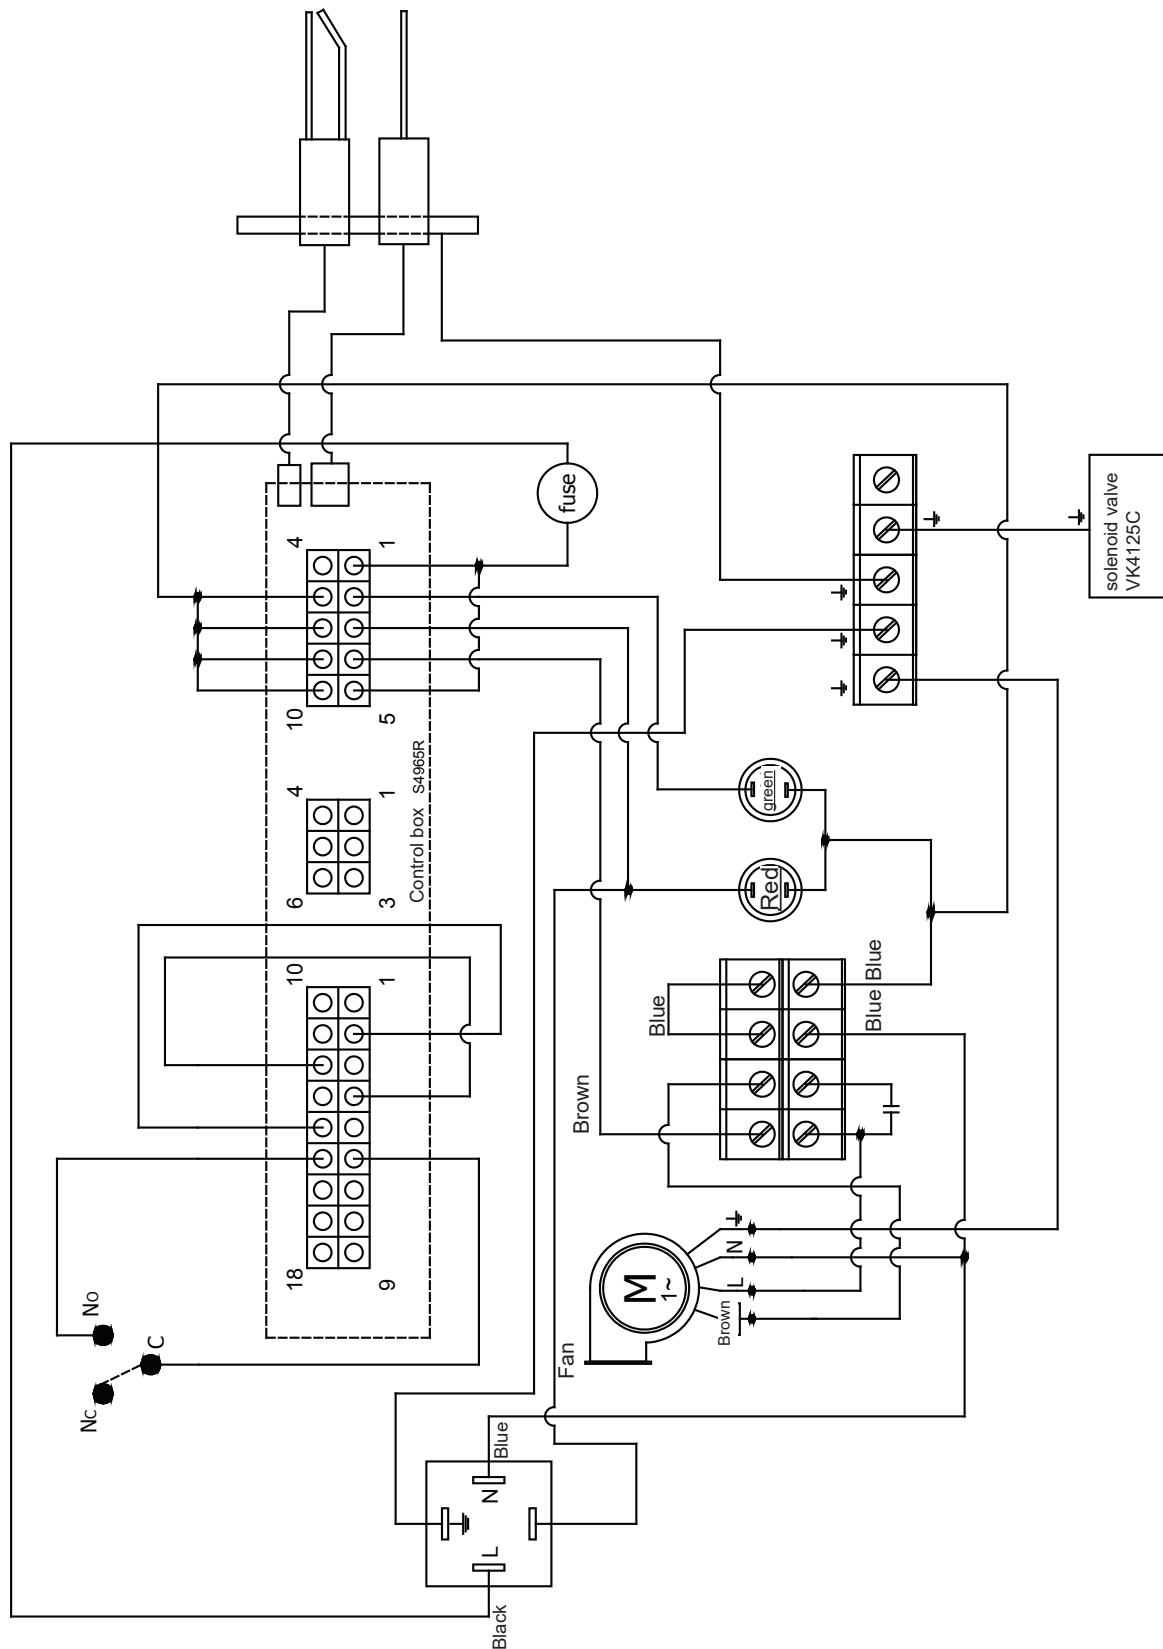 Black
L
N
Blue
Nc
No
C
Fan
M
1~
Brown
L
N
18
9
10
1
Control box S4965R
6
3
4
1
10
5
4
1
fuse
Brown
Blue
Blue Blue
Red
green
solenoid valve
VK4125C